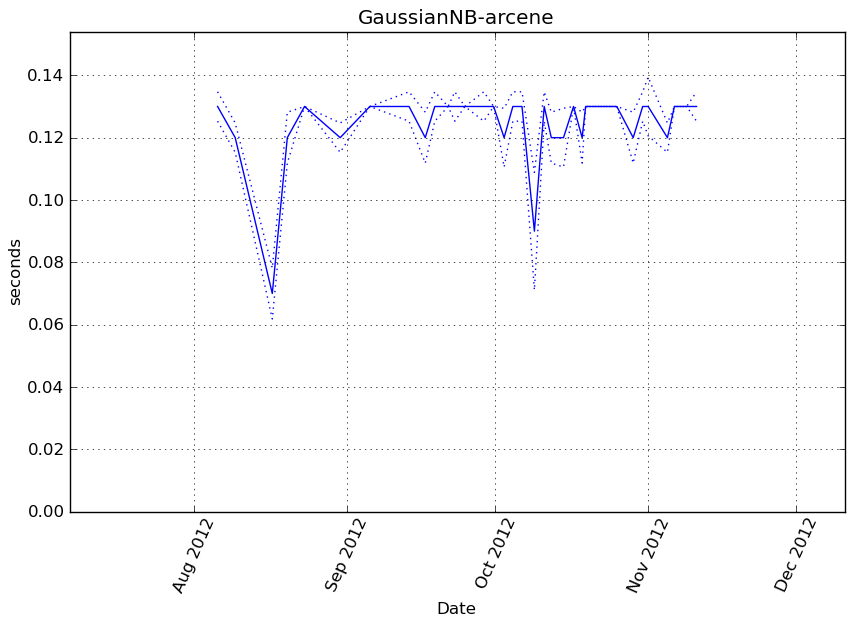 GaussianNB-arcene
seconds
0.14
0.12
0.10
0.08
0.06
0.04
0.02
0.00
Aug 2012
Sep 2012
Oct 2012
Nov 2012
Dec 2012
Date